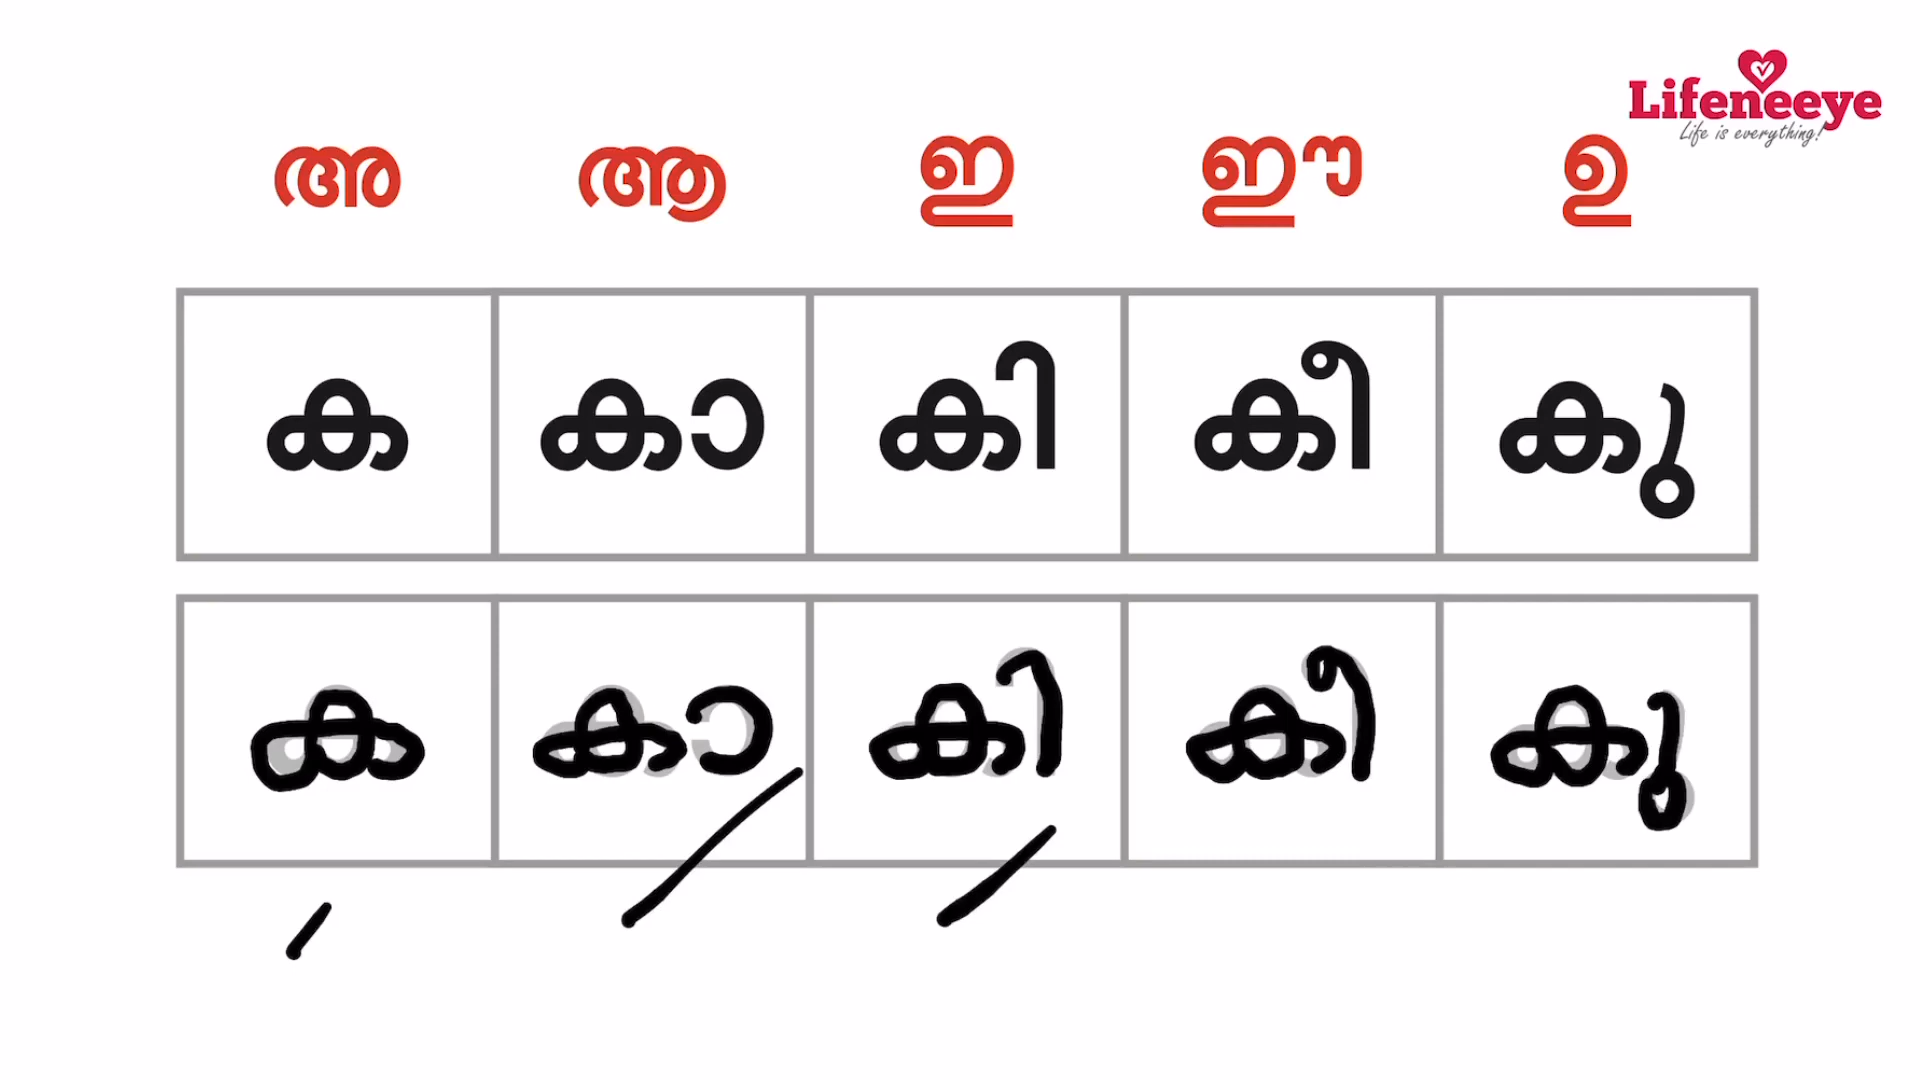 Lifeneeye
Life is everything!
അ ആ ഇ ഈ ഉ
ക കാ കി കീ കു
ക കാ കി കീ കു